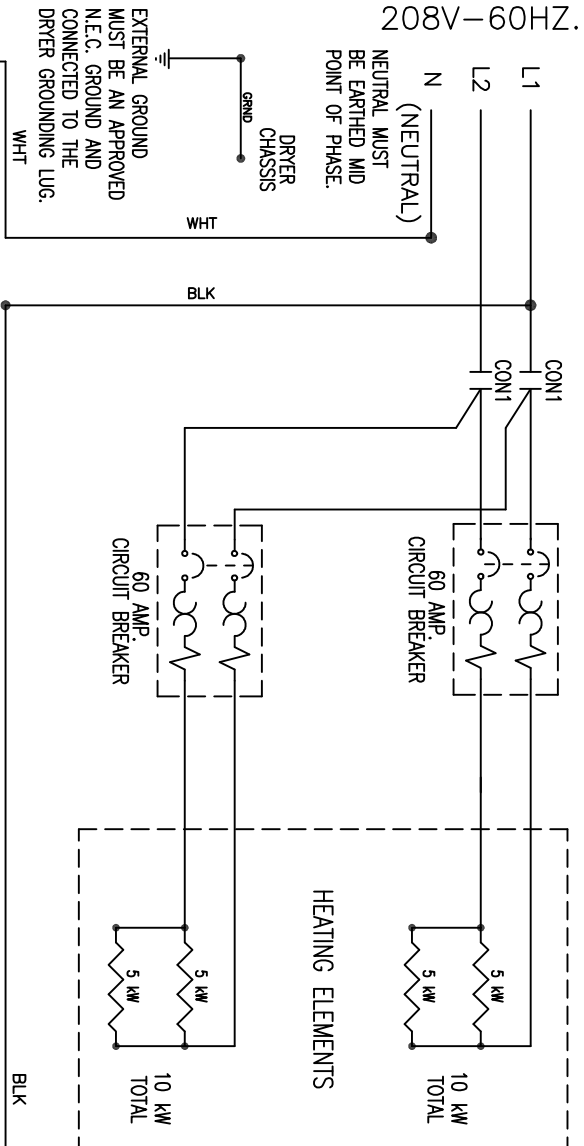 208V-60HZ.
L1
L2
N
(NEUTRAL)
NEUTRAL MUST
BE EARTHED MID
POINT OF PHASE.
DRYER
CHASSIS
GRND
EXTERNAL GROUND
MUST BE AN APPROVED
N.E.C. GROUND AND
CONNECTED TO THE
DRYER GROUNDING LUG.
WHT
WHT
BLK
CON1
CON1
60 AMP.
CIRCUIT BREAKER
60 AMP.
CIRCUIT BREAKER
HEATING ELEMENTS
5 kW
5 kW
10 kW
TOTAL
5 kW
5 kW
10 kW
TOTAL
BLK